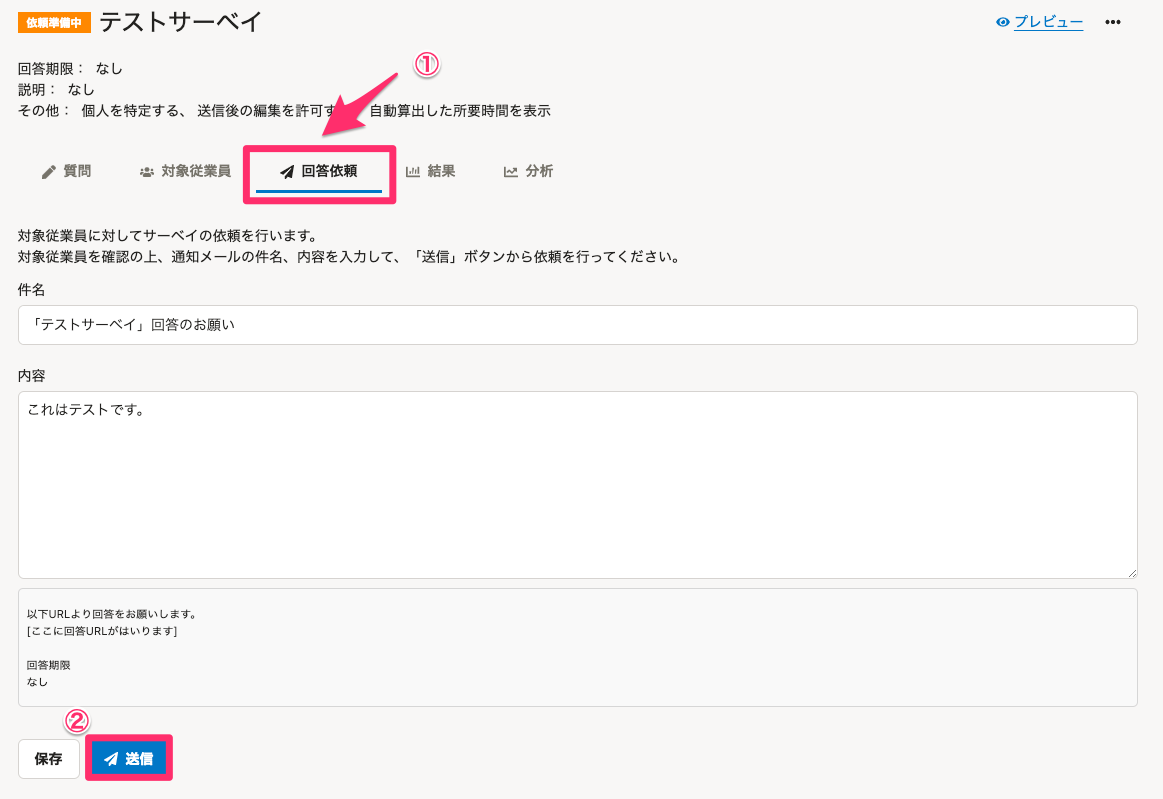 依頼準備中 テストサーベイ プレビュー
①
回答期限： なし
説明： なし
その他： 個人を特定する、 送信後の編集を許可す 自動算出した所要時間を表示
質問 対象従業員 回答依頼 結果 分析
対象従業員に対してサーベイの依頼を行います。
対象従業員を確認の上、通知メールの件名、内容を入力して、「送信」ボタンから依頼を行ってください。
件名
「テストサーベイ」回答のお願い
内容
これはテストです。
以下URLより回答をお願いします。
[ここに回答URLがはいります]
回答期限
なし
②
保存 送信